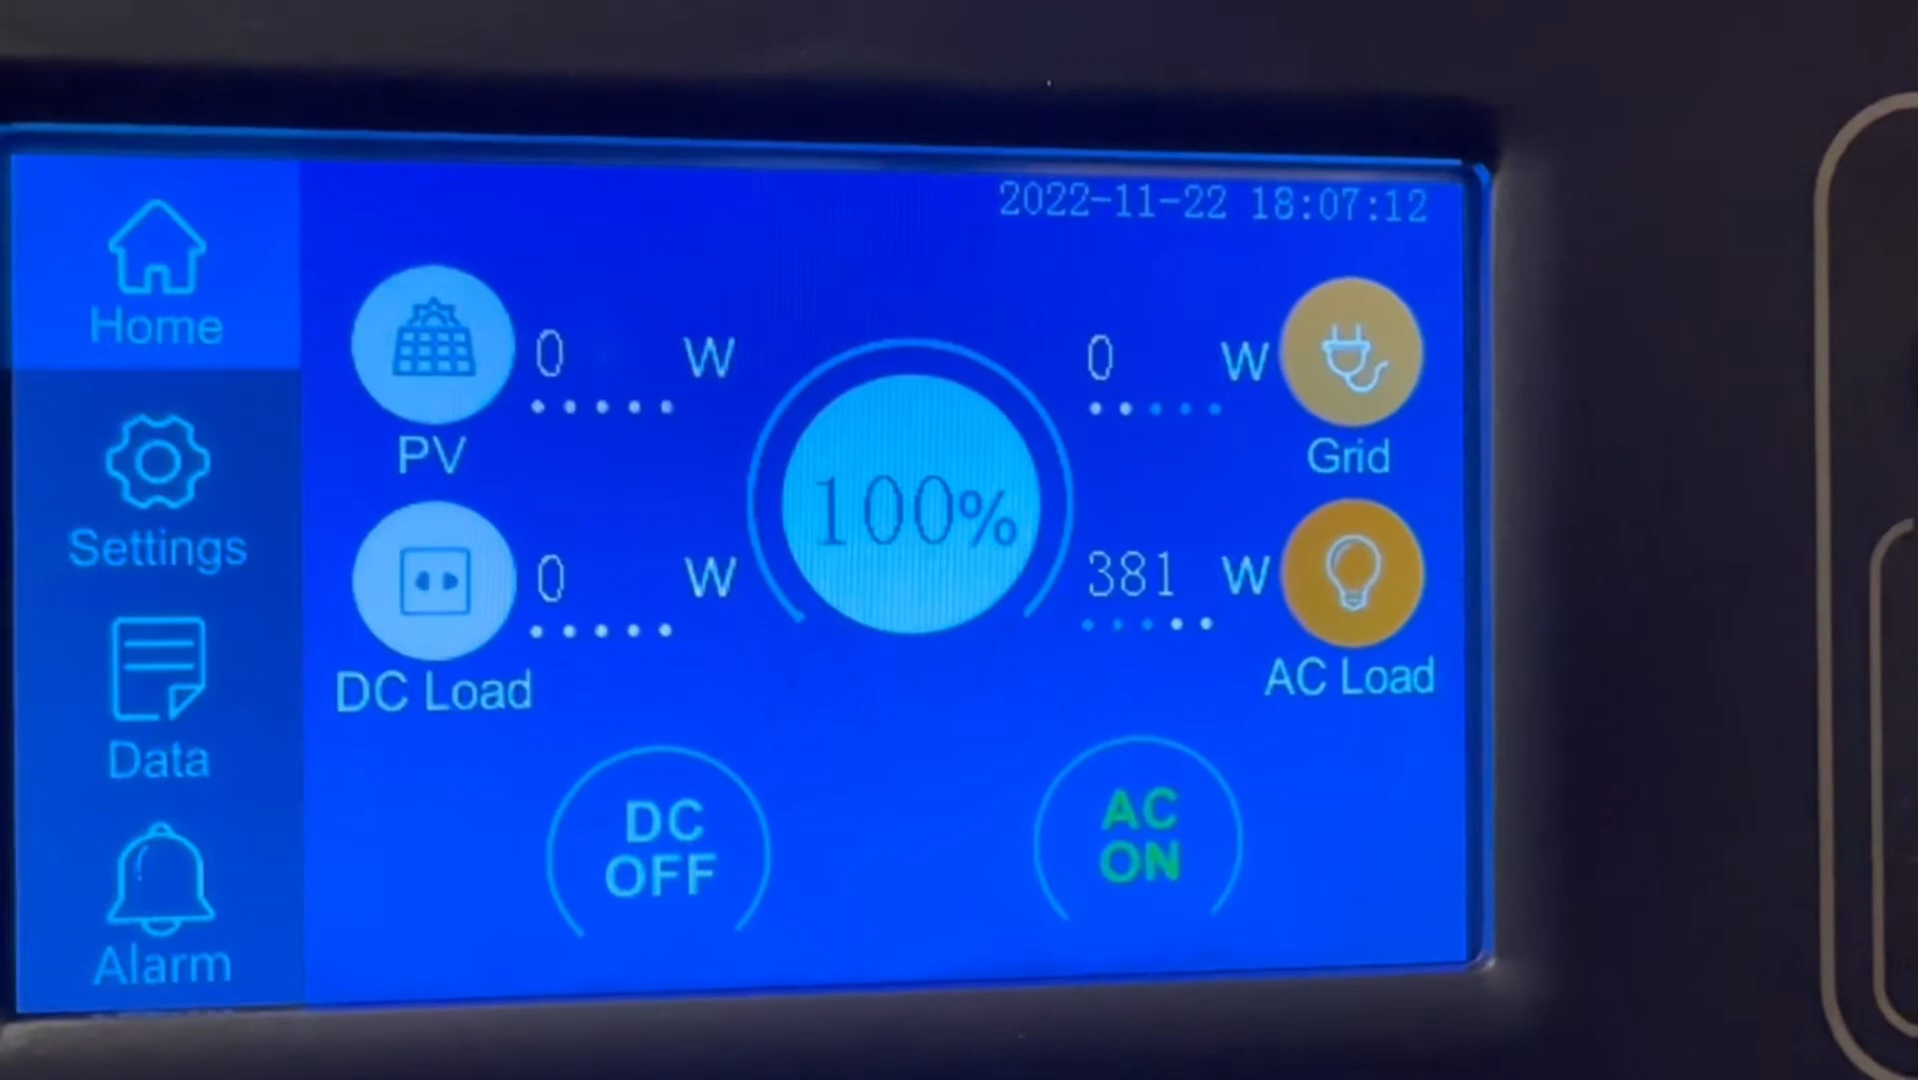 2022-11-22 18:07:12
Home
0 W
0 W
PV
Grid
100%
Settings
0 W
381 W
DC Load
AC Load
Data
DC
OFF
AC
ON
Alarm